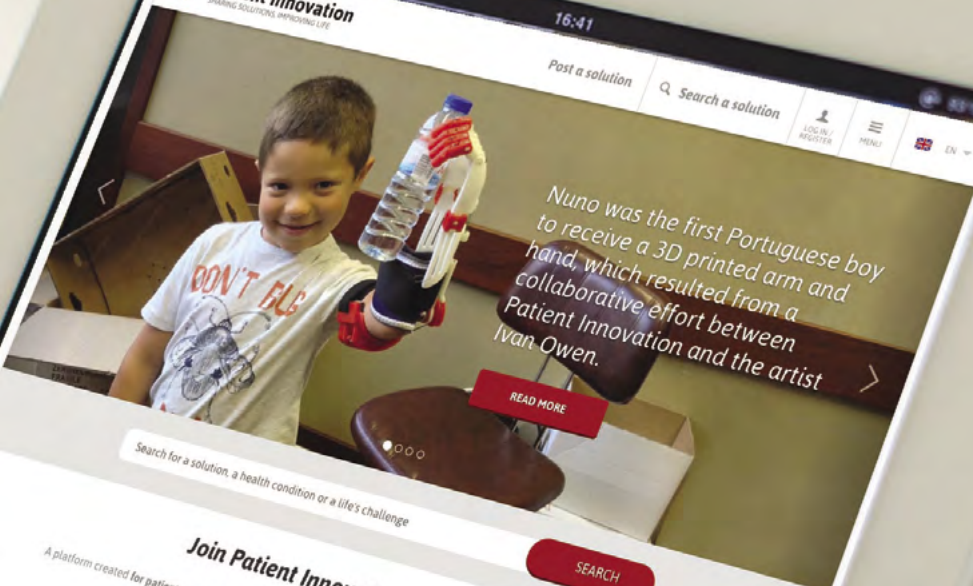 16:41
Innovation
SHARING SOLUTIONS, IMPROVING LIFE
Post a solution
Search a solution
LOG IN /
REGISTER
MENU
EN
Nuno was the first Portuguese boy
to receive a 3D printed arm and
hand, which resulted from a
collaborative effort between
Patient Innovation and the artist
Ivan Owen.
READ MORE
DON'T
FRAGILE
Search for a solution, a health condition or a life's challenge
SEARCH
Join Patient
A platform created for